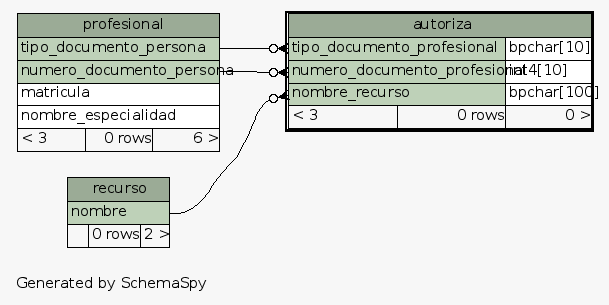 profesional
tipo_documento_persona
numero_documento_persona
matricula
nombre_especialidad
< 3 0 rows 6 >
autoriza
tipo_documento_profesional bpchar[10]
numero_documento_profesional int4[10]
nombre_recurso bpchar[100]
< 3 0 rows 0 >
recurso
nombre
0 rows 2 >
Generated by SchemaSpy